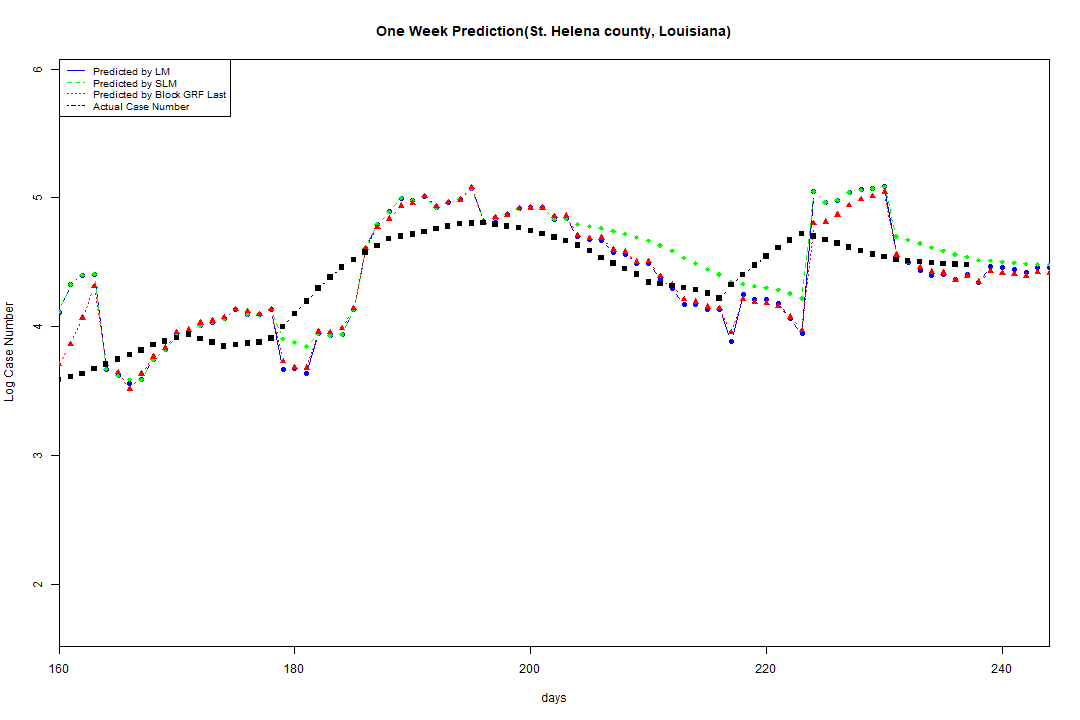 One Week Prediction(St. Helena county, Louisiana)
6
Predicted by LM
Predicted by SLM
Predicted by Block GRF Last
Actual Case Number
5
4
3
2
Log Case Number
160 180 200 220 240
days